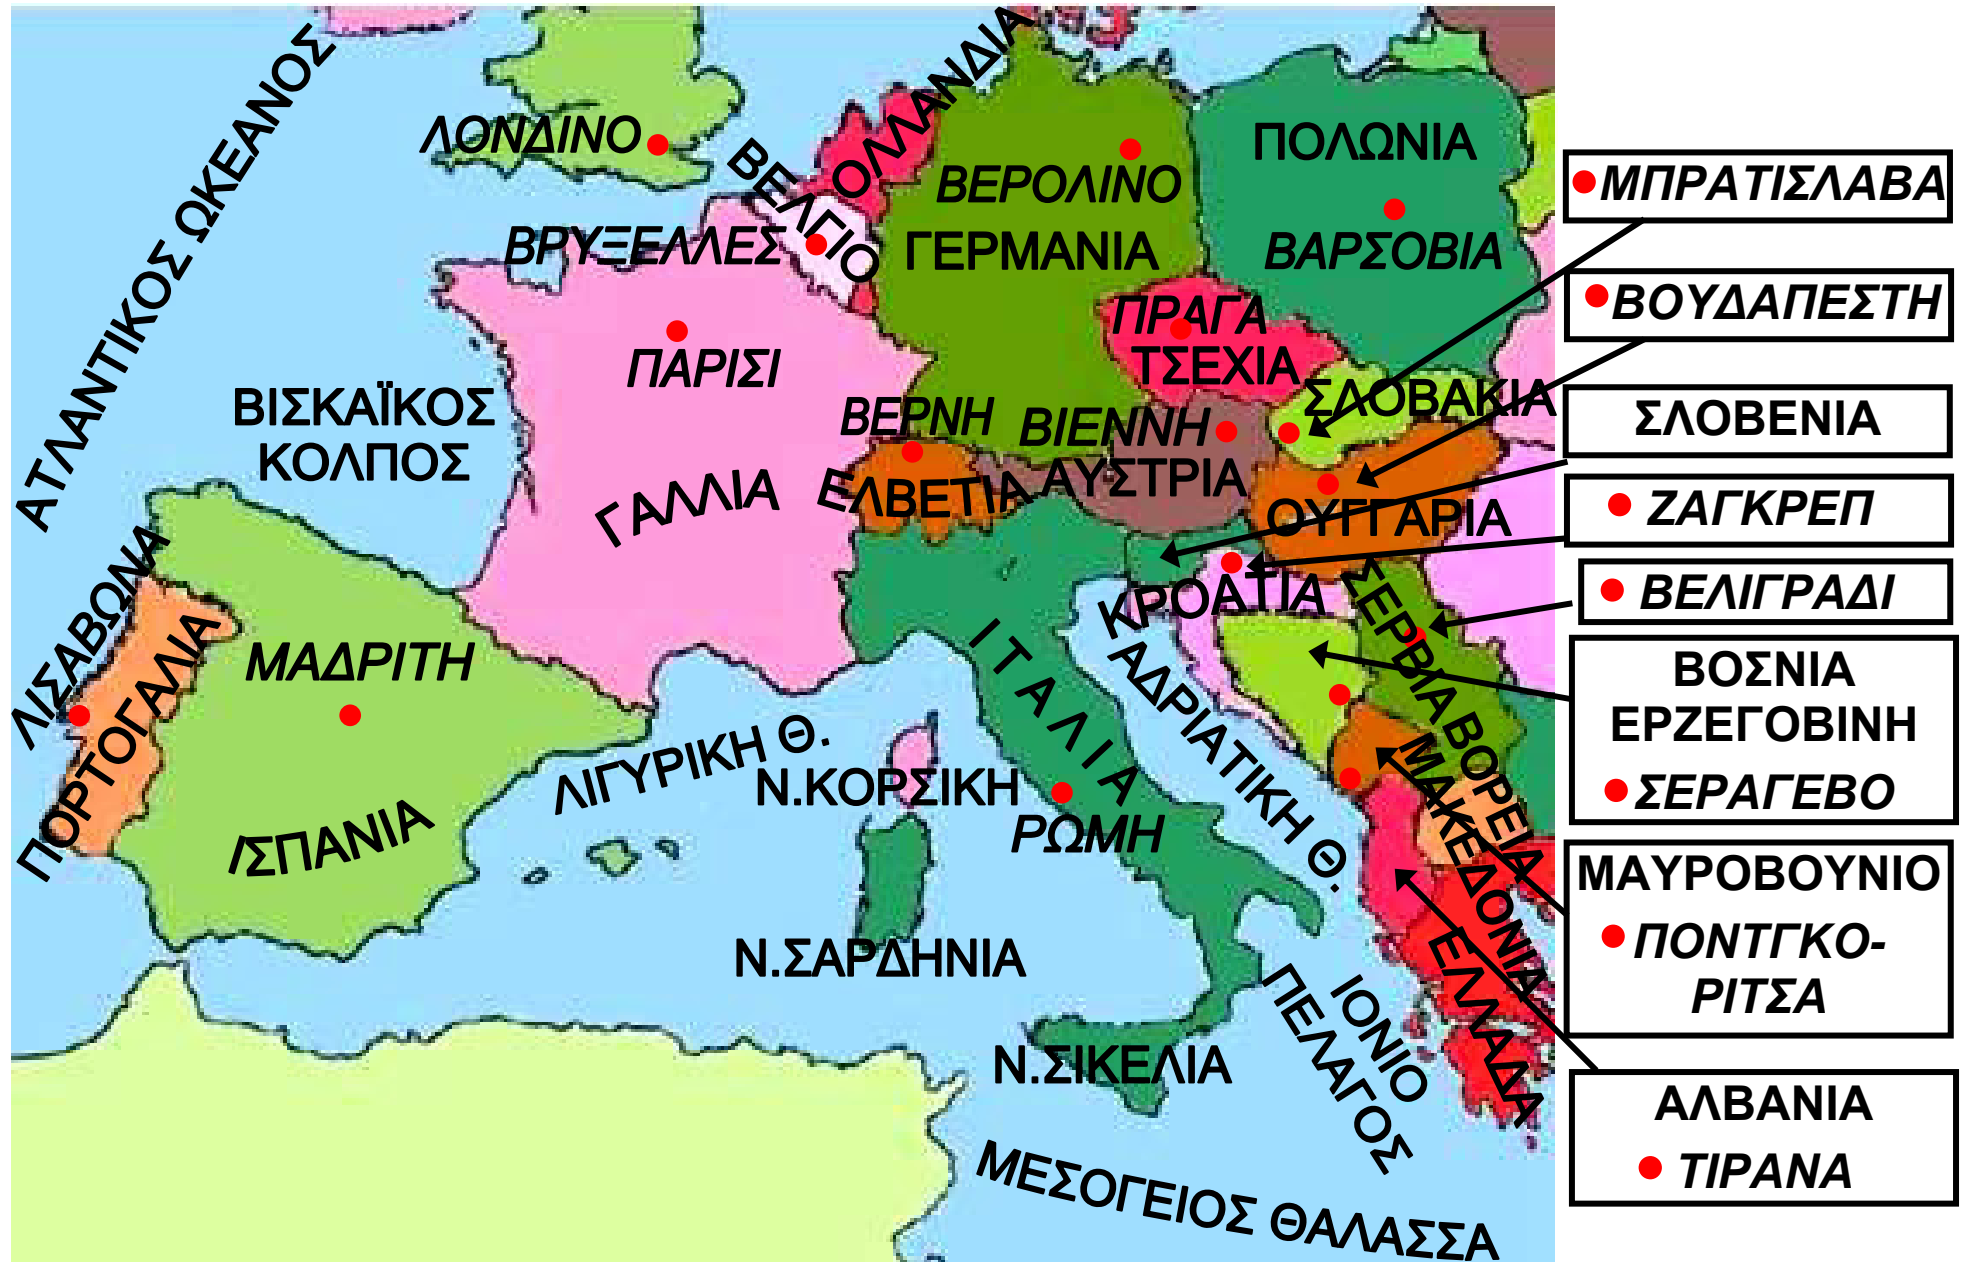 ΑΤΛΑΝΤΙΚΟΣ ΩΚΕΑΝΟΣ
ΛΟΝΔΙΝΟ
ΟΛΛΑΝΔΙΑ
ΒΕΛΓΙΟ
ΒΡΥΞΕΛΛΕΣ
ΒΕΡΟΛΙΝΟ
ΓΕΡΜΑΝΙΑ
ΠΟΛΩΝΙΑ
ΒΑΡΣΟΒΙΑ
ΠΑΡΙΣΙ
ΠΡΑΓΑ
ΤΣΕΧΙΑ
ΣΛΟΒΑΚΙΑ
ΒΙΣΚΑΪΚΟΣ
ΚΟΛΠΟΣ
ΓΑΛΛΙΑ
ΒΕΡΝΗ
ΕΛΒΕΤΙΑ
ΒΙΕΝΝΗ
ΑΥΣΤΡΙΑ
ΟΥΓΓΑΡΙΑ
ΛΙΣΑΒΩΝΑ
ΠΟΡΤΟΓΑΛΙΑ
ΜΑΔΡΙΤΗ
ΙΣΠΑΝΙΑ
ΛΙΓΥΡΙΚΗ Θ.
Ν.ΚΟΡΣΙΚΗ
Ν.ΣΑΡΔΗΝΙΑ
ΙΤΑΛΙΑ
ΡΩΜΗ
Ν.ΣΙΚΕΛΙΑ
ΚΡΟΑΤΙΑ
ΑΔΡΙΑΤΙΚΗ Θ.
ΣΕΡΒΙΑ
ΒΟΡΕΙΑ
ΜΑΚΕΔΟΝΙΑ
ΕΛΛΑΔΑ
ΙΟΝΙΟ
ΠΕΛΑΓΟΣ
ΜΕΣΟΓΕΙΟΣ ΘΑΛΑΣΣΑ
ΜΠΡΑΤΙΣΛΑΒΑ
ΒΟΥΔΑΠΕΣΤΗ
ΣΛΟΒΕΝΙΑ
ΖΑΓΚΡΕΠ
ΒΕΛΙΓΡΑΔΙ
ΒΟΣΝΙΑ
ΕΡΖΕΓΟΒΙΝΗ
ΣΕΡΑΓΕΒΟ
ΜΑΥΡΟΒΟΥΝΙΟ
ΠΟΝΤΓΚΟ-
ΡΙΤΣΑ
ΑΛΒΑΝΙΑ
ΤΙΡΑΝΑ